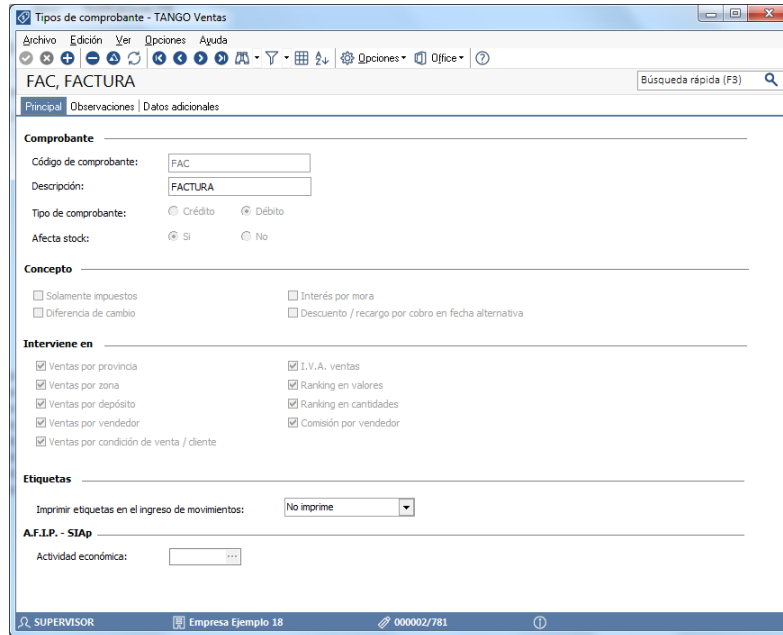 Tipos de comprobante - TANGO Ventas
Archivo Edición Ver Opciones Ayuda
Opciones Office
FAC, FACTURA Búsqueda rápida (F3)
Principal Observaciones Datos adicionales
Comprobante
Código de comprobante: FAC
Descripción: FACTURA
Tipo de comprobante: Crédito Débito
Afecta stock: Si No
Concepto
Solamente impuestos Interés por mora
Diferencia de cambio Descuento / recargo por cobro en fecha alternativa
Interviene en
Ventas por provincia I.V.A. ventas
Ventas por zona Ranking en valores
Ventas por depósito Ranking en cantidades
Ventas por vendedor Comisión por vendedor
Ventas por condición de venta / cliente
Etiquetas
Imprimir etiquetas en el ingreso de movimientos: No imprime
A.F.I.P. - SIAp
Actividad económica: ...
SUPERVISOR Empresa Ejemplo 18 000002/781